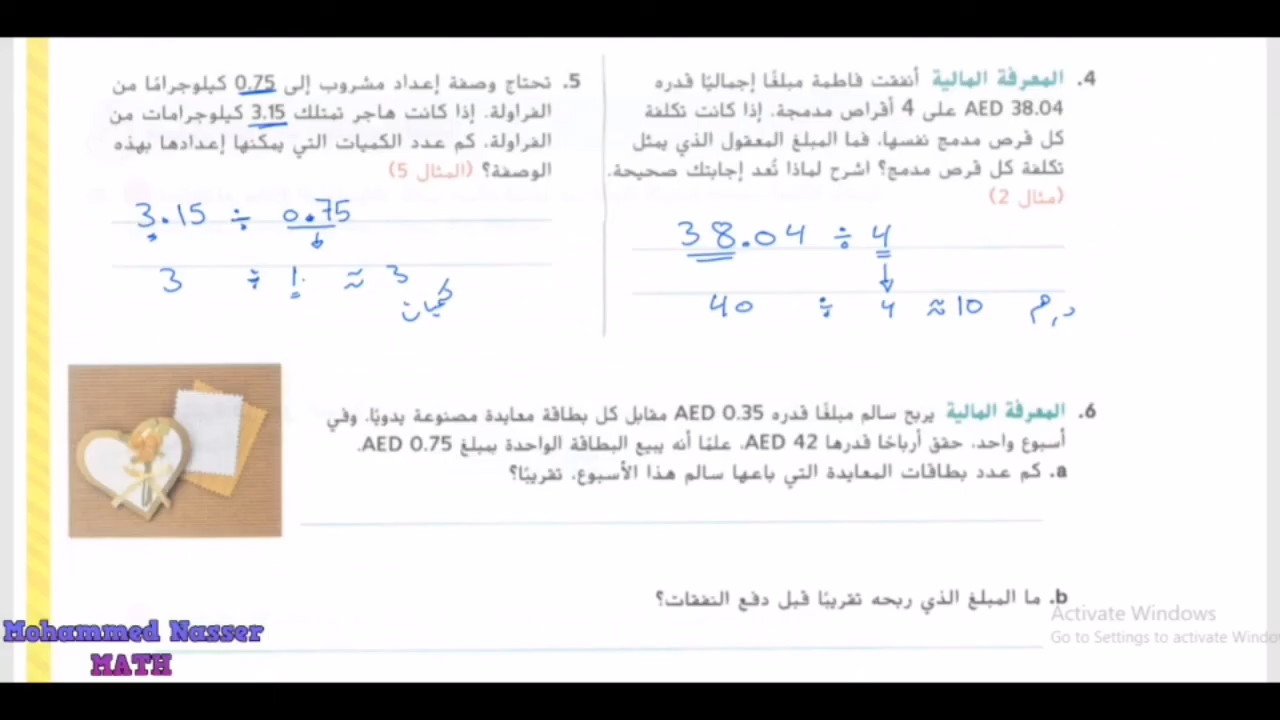 4. المعرفة المالية أنفقت فاطمة مبلغًا إجماليًا قدره
AED 38.04 على 4 أقراص مدمجة. إذا كانت تكلفة
كل قرص مدمج نفسها، فما المبلغ المعقول الذي يمثل
تكلفة كل قرص مدمج؟ اشرح لماذا تُعد إجابتك صحيحة.
(مثال 2)
38.04 ÷ 4
40 ÷ 4 ≈ 10 درهم
5. تحتاج وصفة إعداد مشروب إلى 0.75 كيلوجرامًا من
الفراولة. إذا كانت هاجر تمتلك 3.15 كيلوجرامات من
الفراولة، كم عدد الكميات التي يمكنها إعدادها بهذه
الوصفة؟ (المثال 5)
3.15 ÷ 0.75
3 ÷ 1 ≈ 3
كميات
6. المعرفة المالية يربح سالم مبلغًا قدره AED 0.35 مقابل كل بطاقة معايدة مصنوعة يدويًا. وفي
أسبوع واحد، حقق أرباحًا قدرها AED 42. علمًا أنه يبيع البطاقة الواحدة بمبلغ AED 0.75.
a. كم عدد بطاقات المعايدة التي باعها سالم هذا الأسبوع، تقريبًا؟
b. ما المبلغ الذي ربحه تقريبًا قبل دفع النفقات؟
Activate Windows
Go to Settings to activate Windo
Mohammed Nasser
MATH